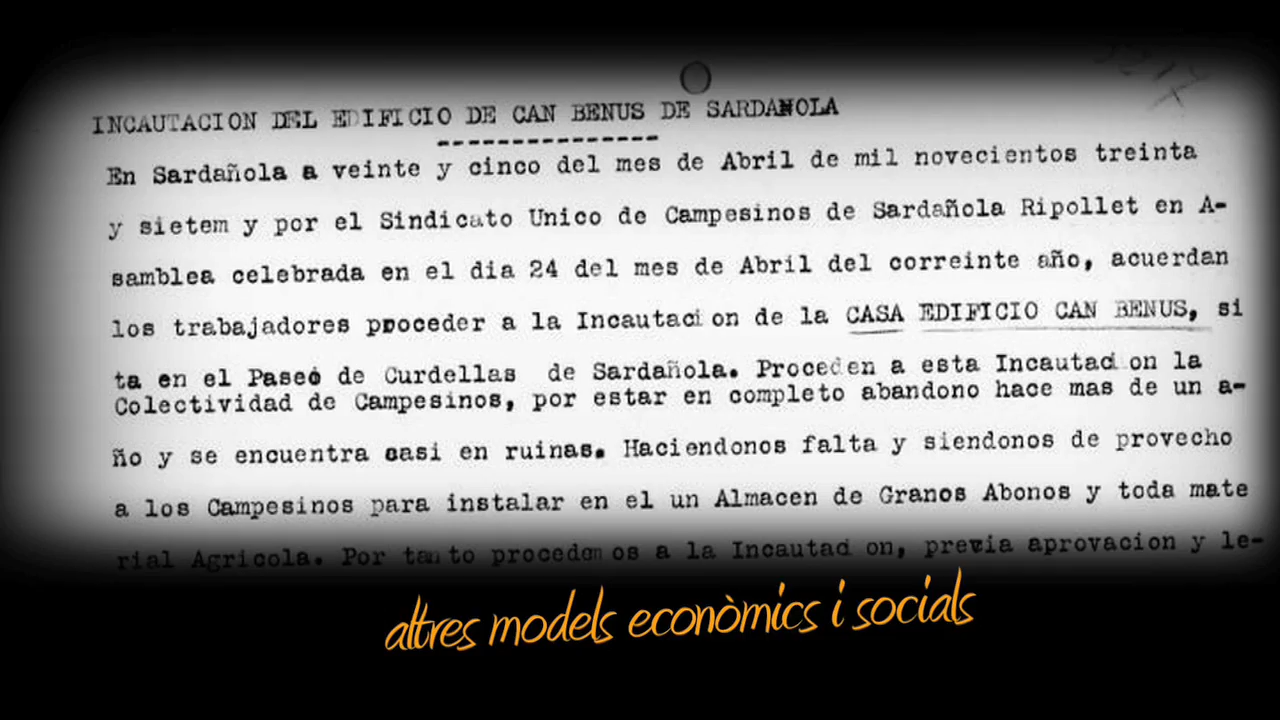 INCAUTACION DEL EDIFICIO DE CAN BENUS DE SARDAÑOLA
En Sardañola a veinte y cinco del mes de Abril de mil novecientos treinta
y sietem y por el Sindicato Unico de Campesinos de Sardañola Ripollet en A-
samblea celebrada en el dia 24 del mes de Abril del correinte año, acuerdan
los trabajadores proceder a la Incautacion de la CASA EDIFICIO CAN BENUS, si
ta en el Paseo de Curdellas de Sardañola. Proceden a esta Incautacion la
Colectividad de Campesinos, por estar en completo abandono hace mas de un a-
ño y se encuentra casi en ruinas. Haciendonos falta y siendonos de provecho
a los Campesinos para instalar en el un Almacen de Granos Abonos y toda mate
rial Agricola. Por tanto procedemos a la Incautacion, previa aprovacion y le-
altres models econòmics i socials